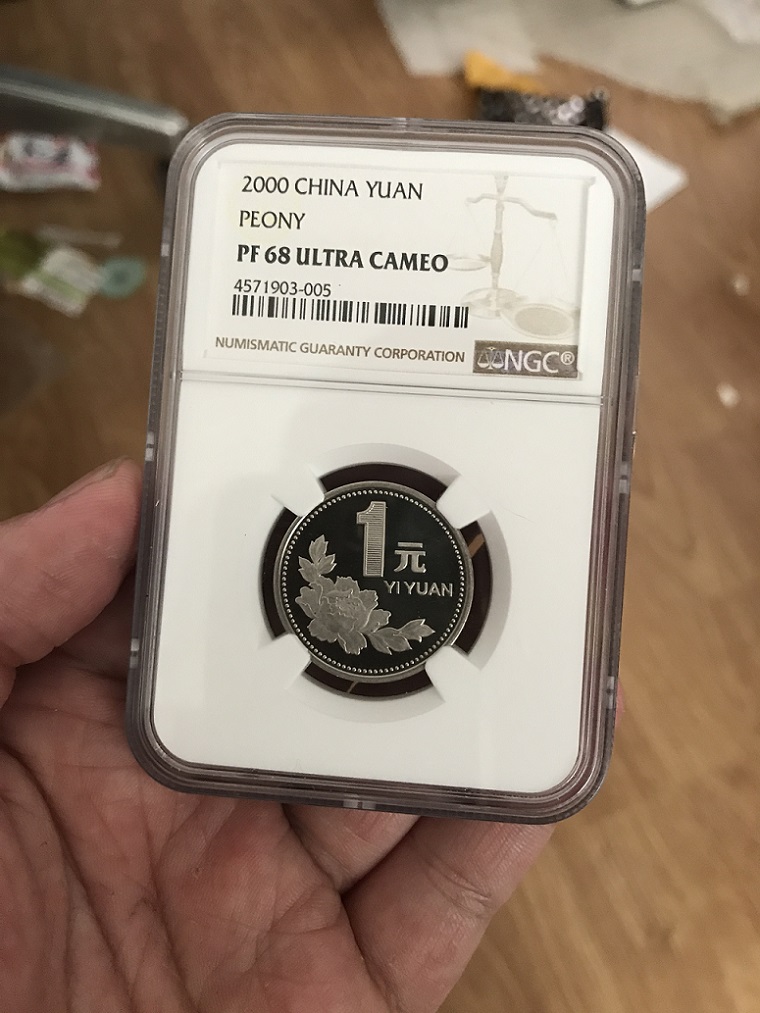 2000 CHINA YUAN
PEONY
PF 68 ULTRA CAMEO
4571903-005
NUMISMATIC GUARANTY CORPORATION NGC®
1元
YI YUAN